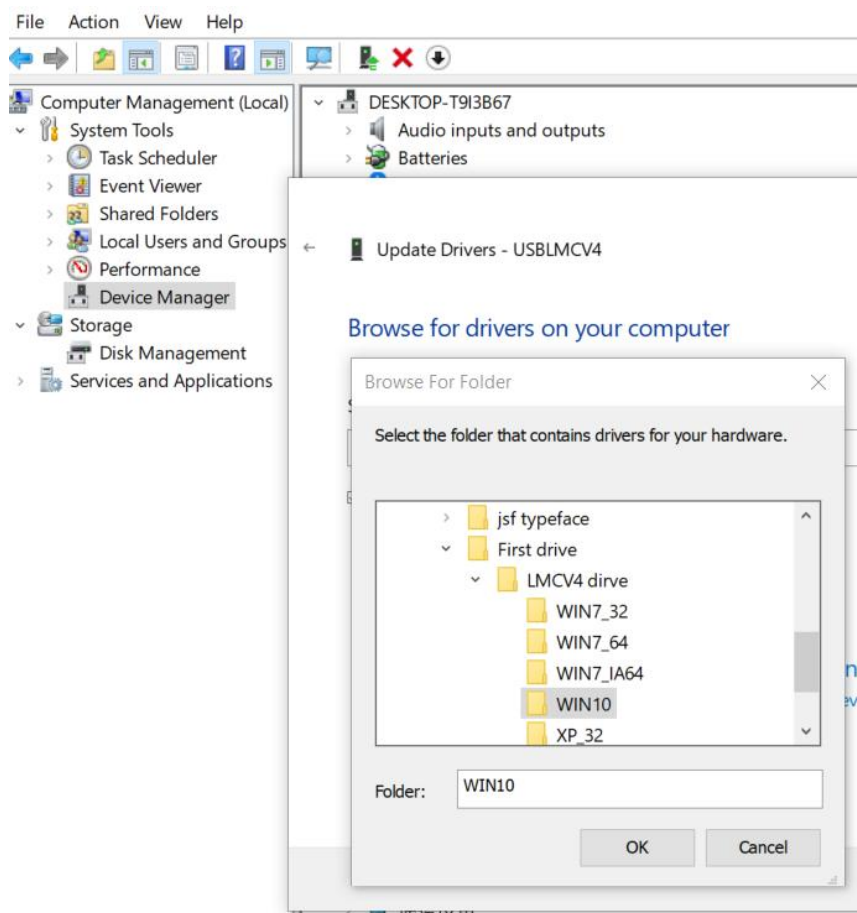 File Action View Help
Computer Management (Local)
System Tools
Task Scheduler
Event Viewer
Shared Folders
Local Users and Groups
Performance
Device Manager
Storage
Disk Management
Services and Applications
DESKTOP-T9I3B67
Audio inputs and outputs
Batteries
Update Drivers - USBLMCV4
Browse for drivers on your computer
Browse For Folder
Select the folder that contains drivers for your hardware.
jsf typeface
First drive
LMCV4 dirve
WIN7_32
WIN7_64
WIN7_IA64
WIN10
XP_32
Folder: WIN10
OK Cancel